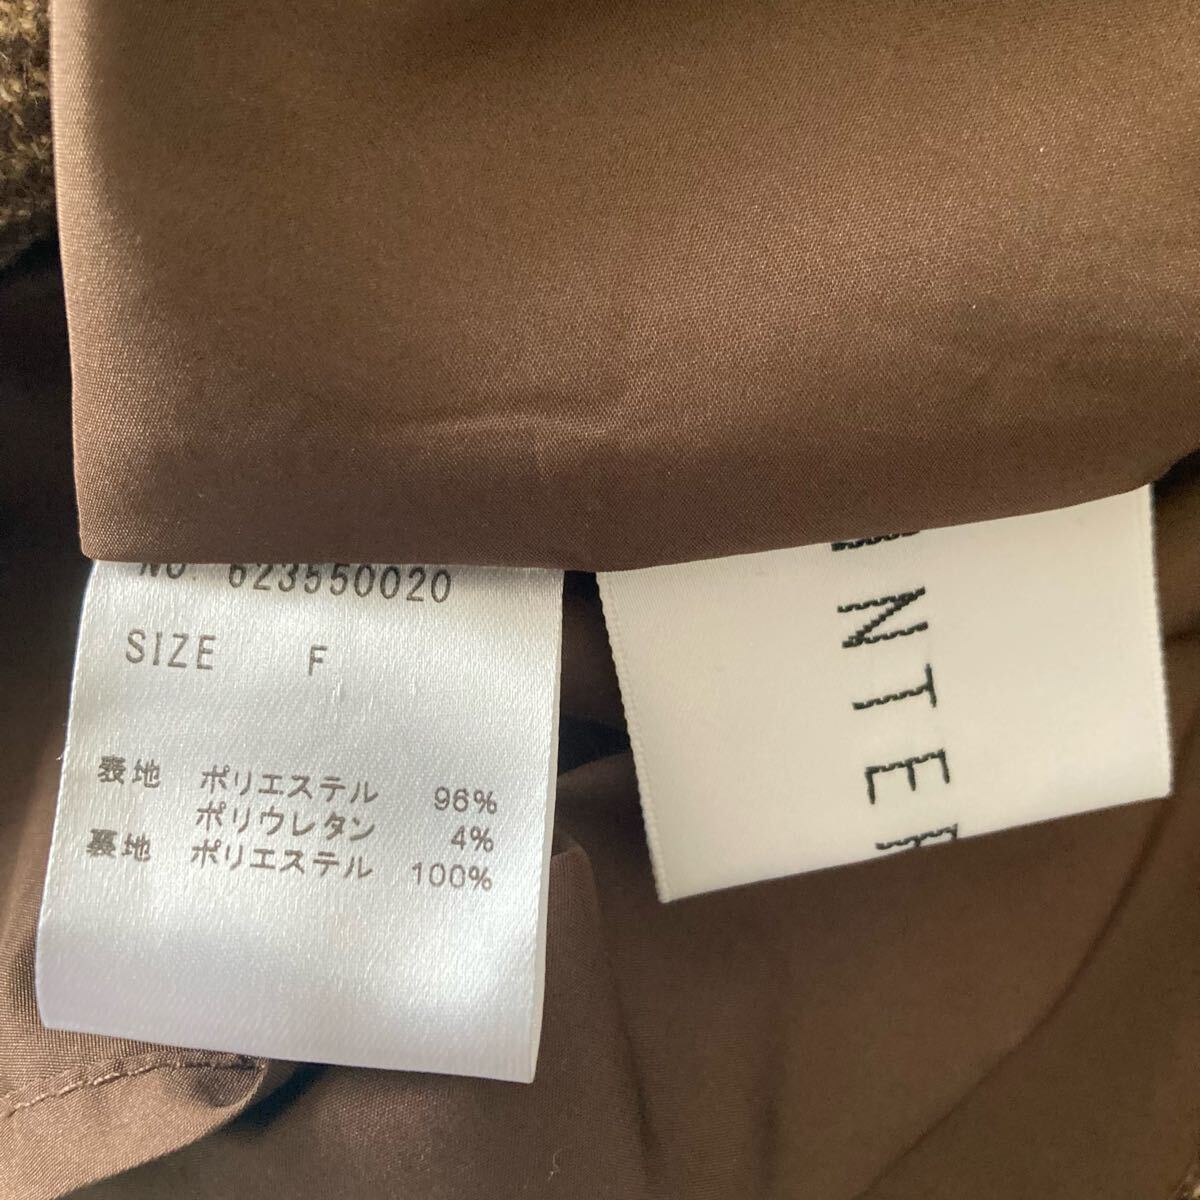 NO. 623550020
SIZE F
表地 ポリエステル 96%
ポリウレタン 4%
裏地 ポリエステル 100%
NTE